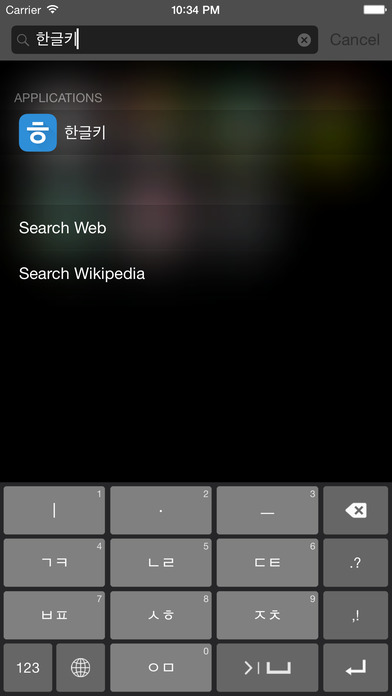 Carrier 10:34 PM
한글키 Cancel
APPLICATIONS
ㅎ 한글키
Search Web
Search Wikipedia
ㅣ 1 · 2 ㅡ 3
ㄱㅋ 4 ㄴㄹ 5 ㄷㅌ 6 .?
ㅂㅍ 7 ㅅㅎ 8 ㅈㅊ 9 ,!
123 ㅇㅁ 0